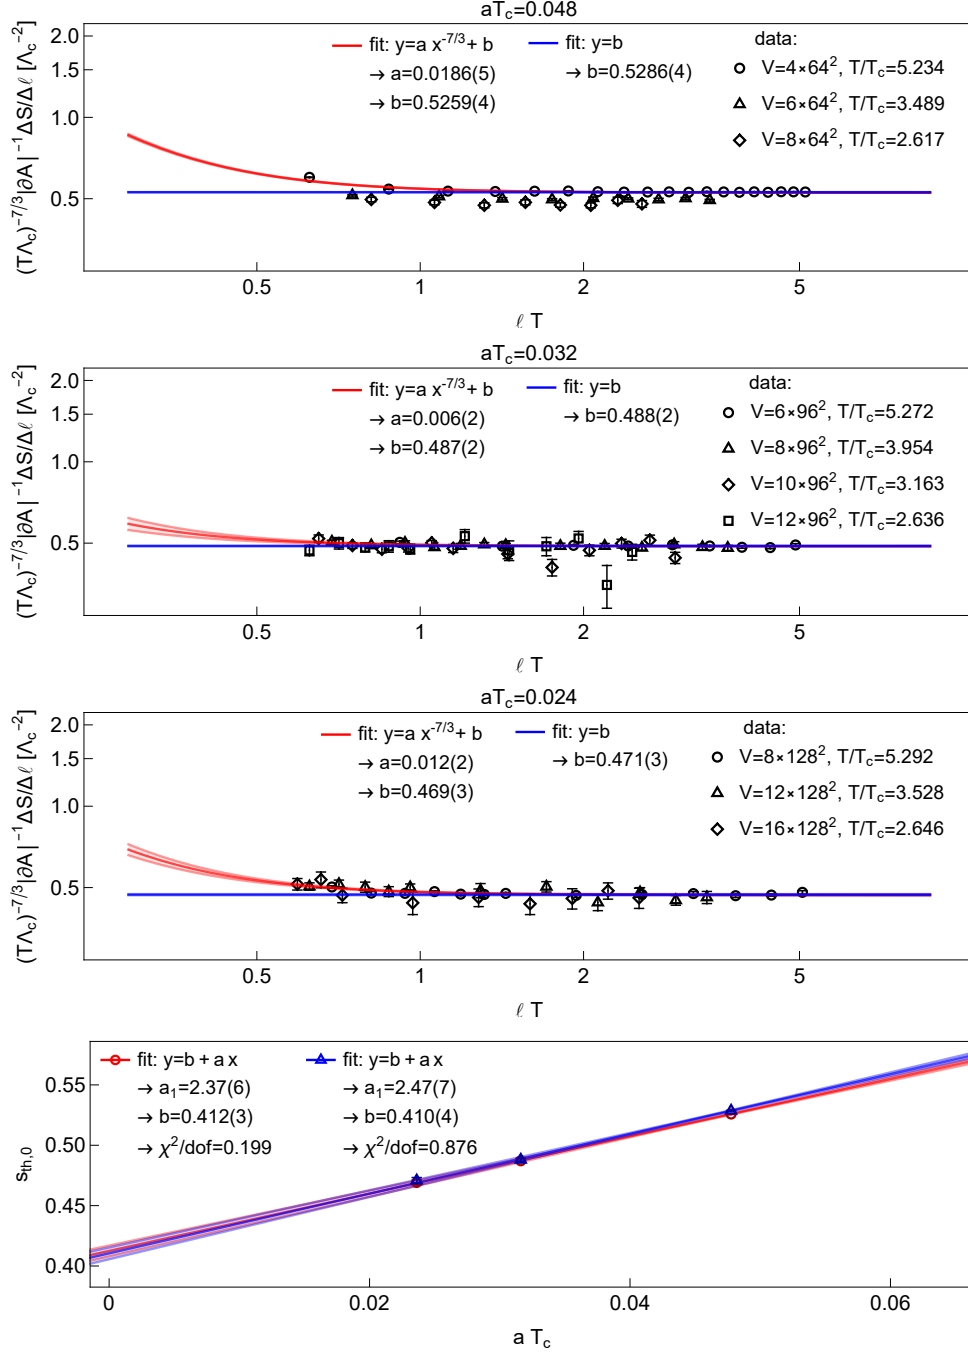 aT_c=0.048
(TΛ_c)^-7/3|∂A|^-1ΔS/Δℓ [Λ_c^-2]
2.0
1.5
1.0
0.5
fit: y=a x^-7/3+ b
→ a=0.0186(5)
→ b=0.5259(4)
fit: y=b
→ b=0.5286(4)
data:
V=4×64², T/T_c=5.234
V=6×64², T/T_c=3.489
V=8×64², T/T_c=2.617
0.5 1 2 5
ℓ T
aT_c=0.032
(TΛ_c)^-7/3|∂A|^-1ΔS/Δℓ [Λ_c^-2]
2.0
1.5
1.0
0.5
fit: y=a x^-7/3+ b
→ a=0.006(2)
→ b=0.487(2)
fit: y=b
→ b=0.488(2)
data:
V=6×96², T/T_c=5.272
V=8×96², T/T_c=3.954
V=10×96², T/T_c=3.163
V=12×96², T/T_c=2.636
0.5 1 2 5
ℓ T
aT_c=0.024
(TΛ_c)^-7/3|∂A|^-1ΔS/Δℓ [Λ_c^-2]
2.0
1.5
1.0
0.5
fit: y=a x^-7/3+ b
→ a=0.012(2)
→ b=0.469(3)
fit: y=b
→ b=0.471(3)
data:
V=8×128², T/T_c=5.292
V=12×128², T/T_c=3.528
V=16×128², T/T_c=2.646
0.5 1 2 5
ℓ T
s_th,0
0.55
0.50
0.45
0.40
fit: y=b + a x
→ a₁=2.37(6)
→ b=0.412(3)
→ χ²/dof=0.199
fit: y=b + a x
→ a₁=2.47(7)
→ b=0.410(4)
→ χ²/dof=0.876
0 0.02 0.04 0.06
a T_c